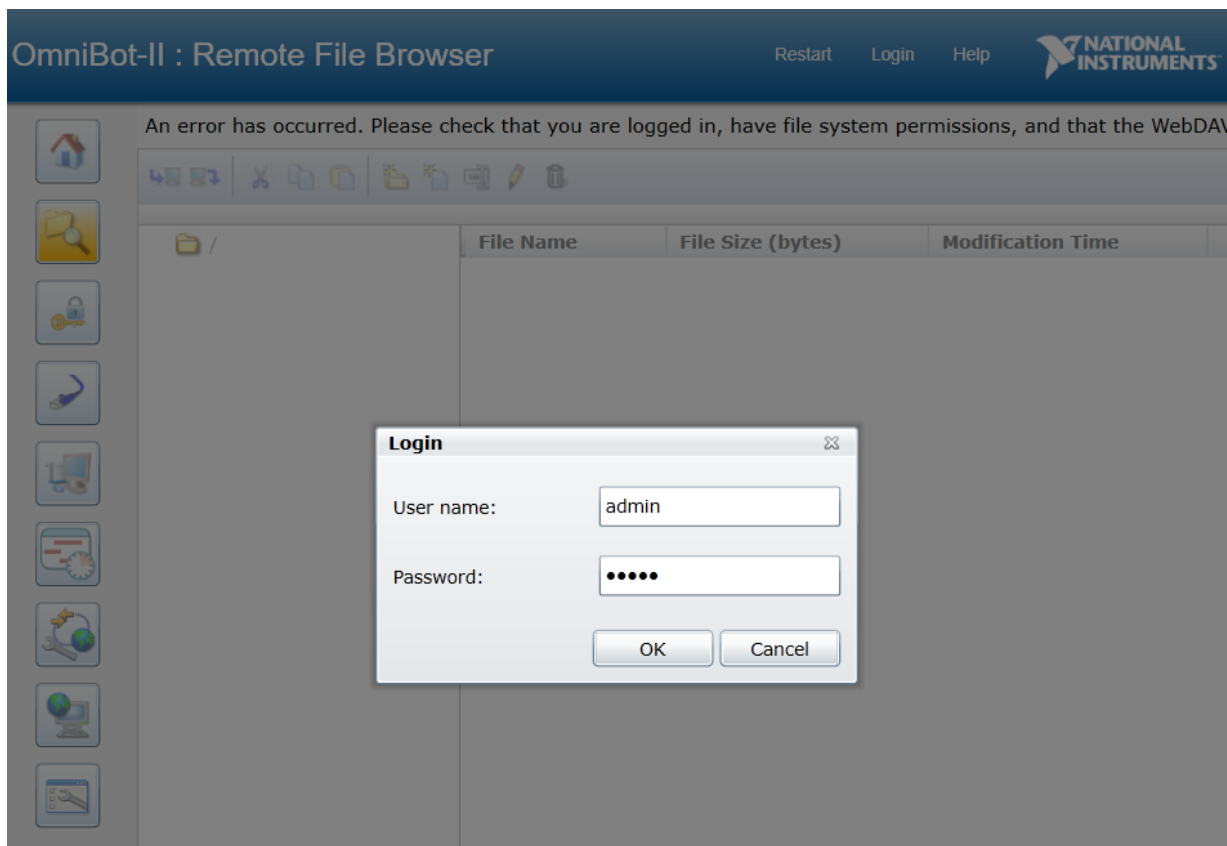 OmniBot-II : Remote File Browser
Restart Login Help NATIONAL INSTRUMENTS
An error has occurred. Please check that you are logged in, have file system permissions, and that the WebDAV
/ File Name File Size (bytes) Modification Time
Login
User name: admin
Password: •••••
OK Cancel